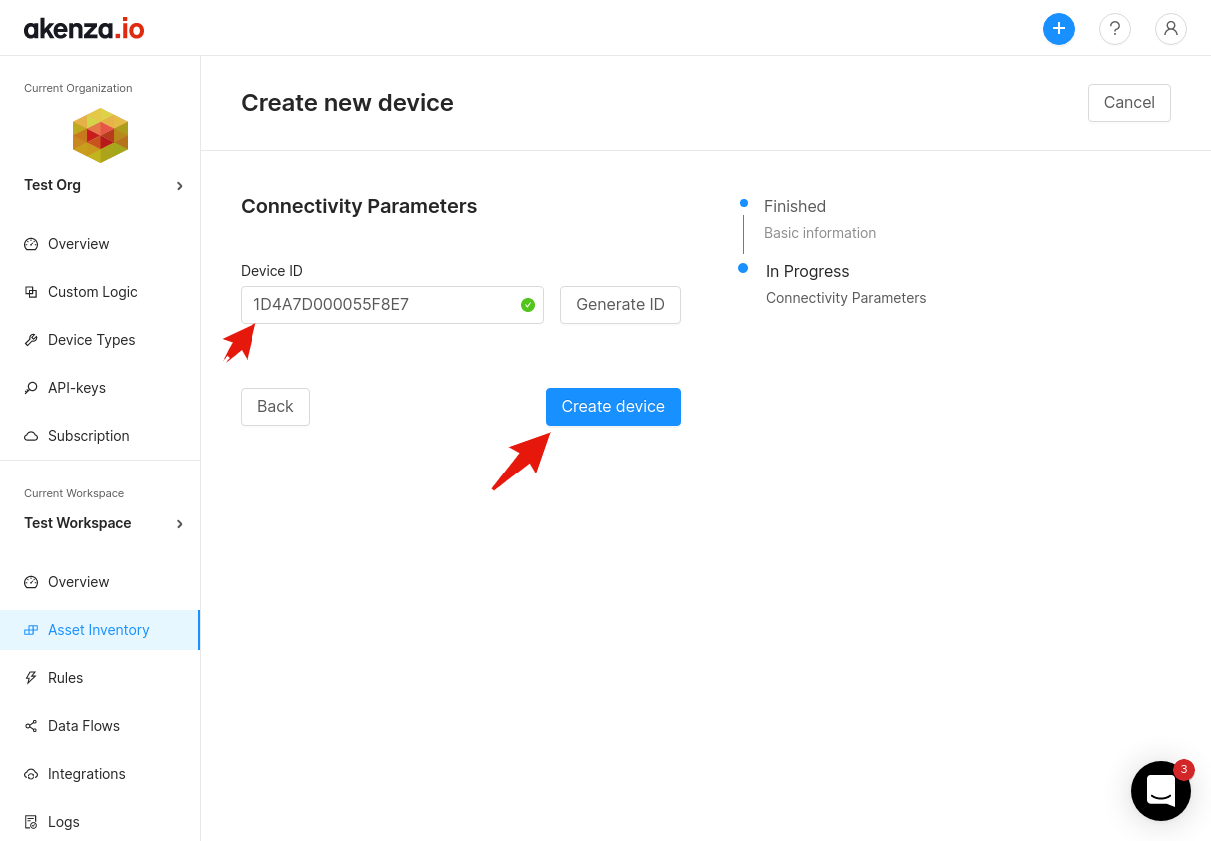 akenza.io
?
Current Organization
Test Org
Overview
Custom Logic
Device Types
API-keys
Subscription
Current Workspace
Test Workspace
Overview
Asset Inventory
Rules
Data Flows
Integrations
Logs
Create new device
Cancel
Connectivity Parameters
Device ID
1D4A7D000055F8E7
Generate ID
Back
Create device
Finished
Basic information
In Progress
Connectivity Parameters
3